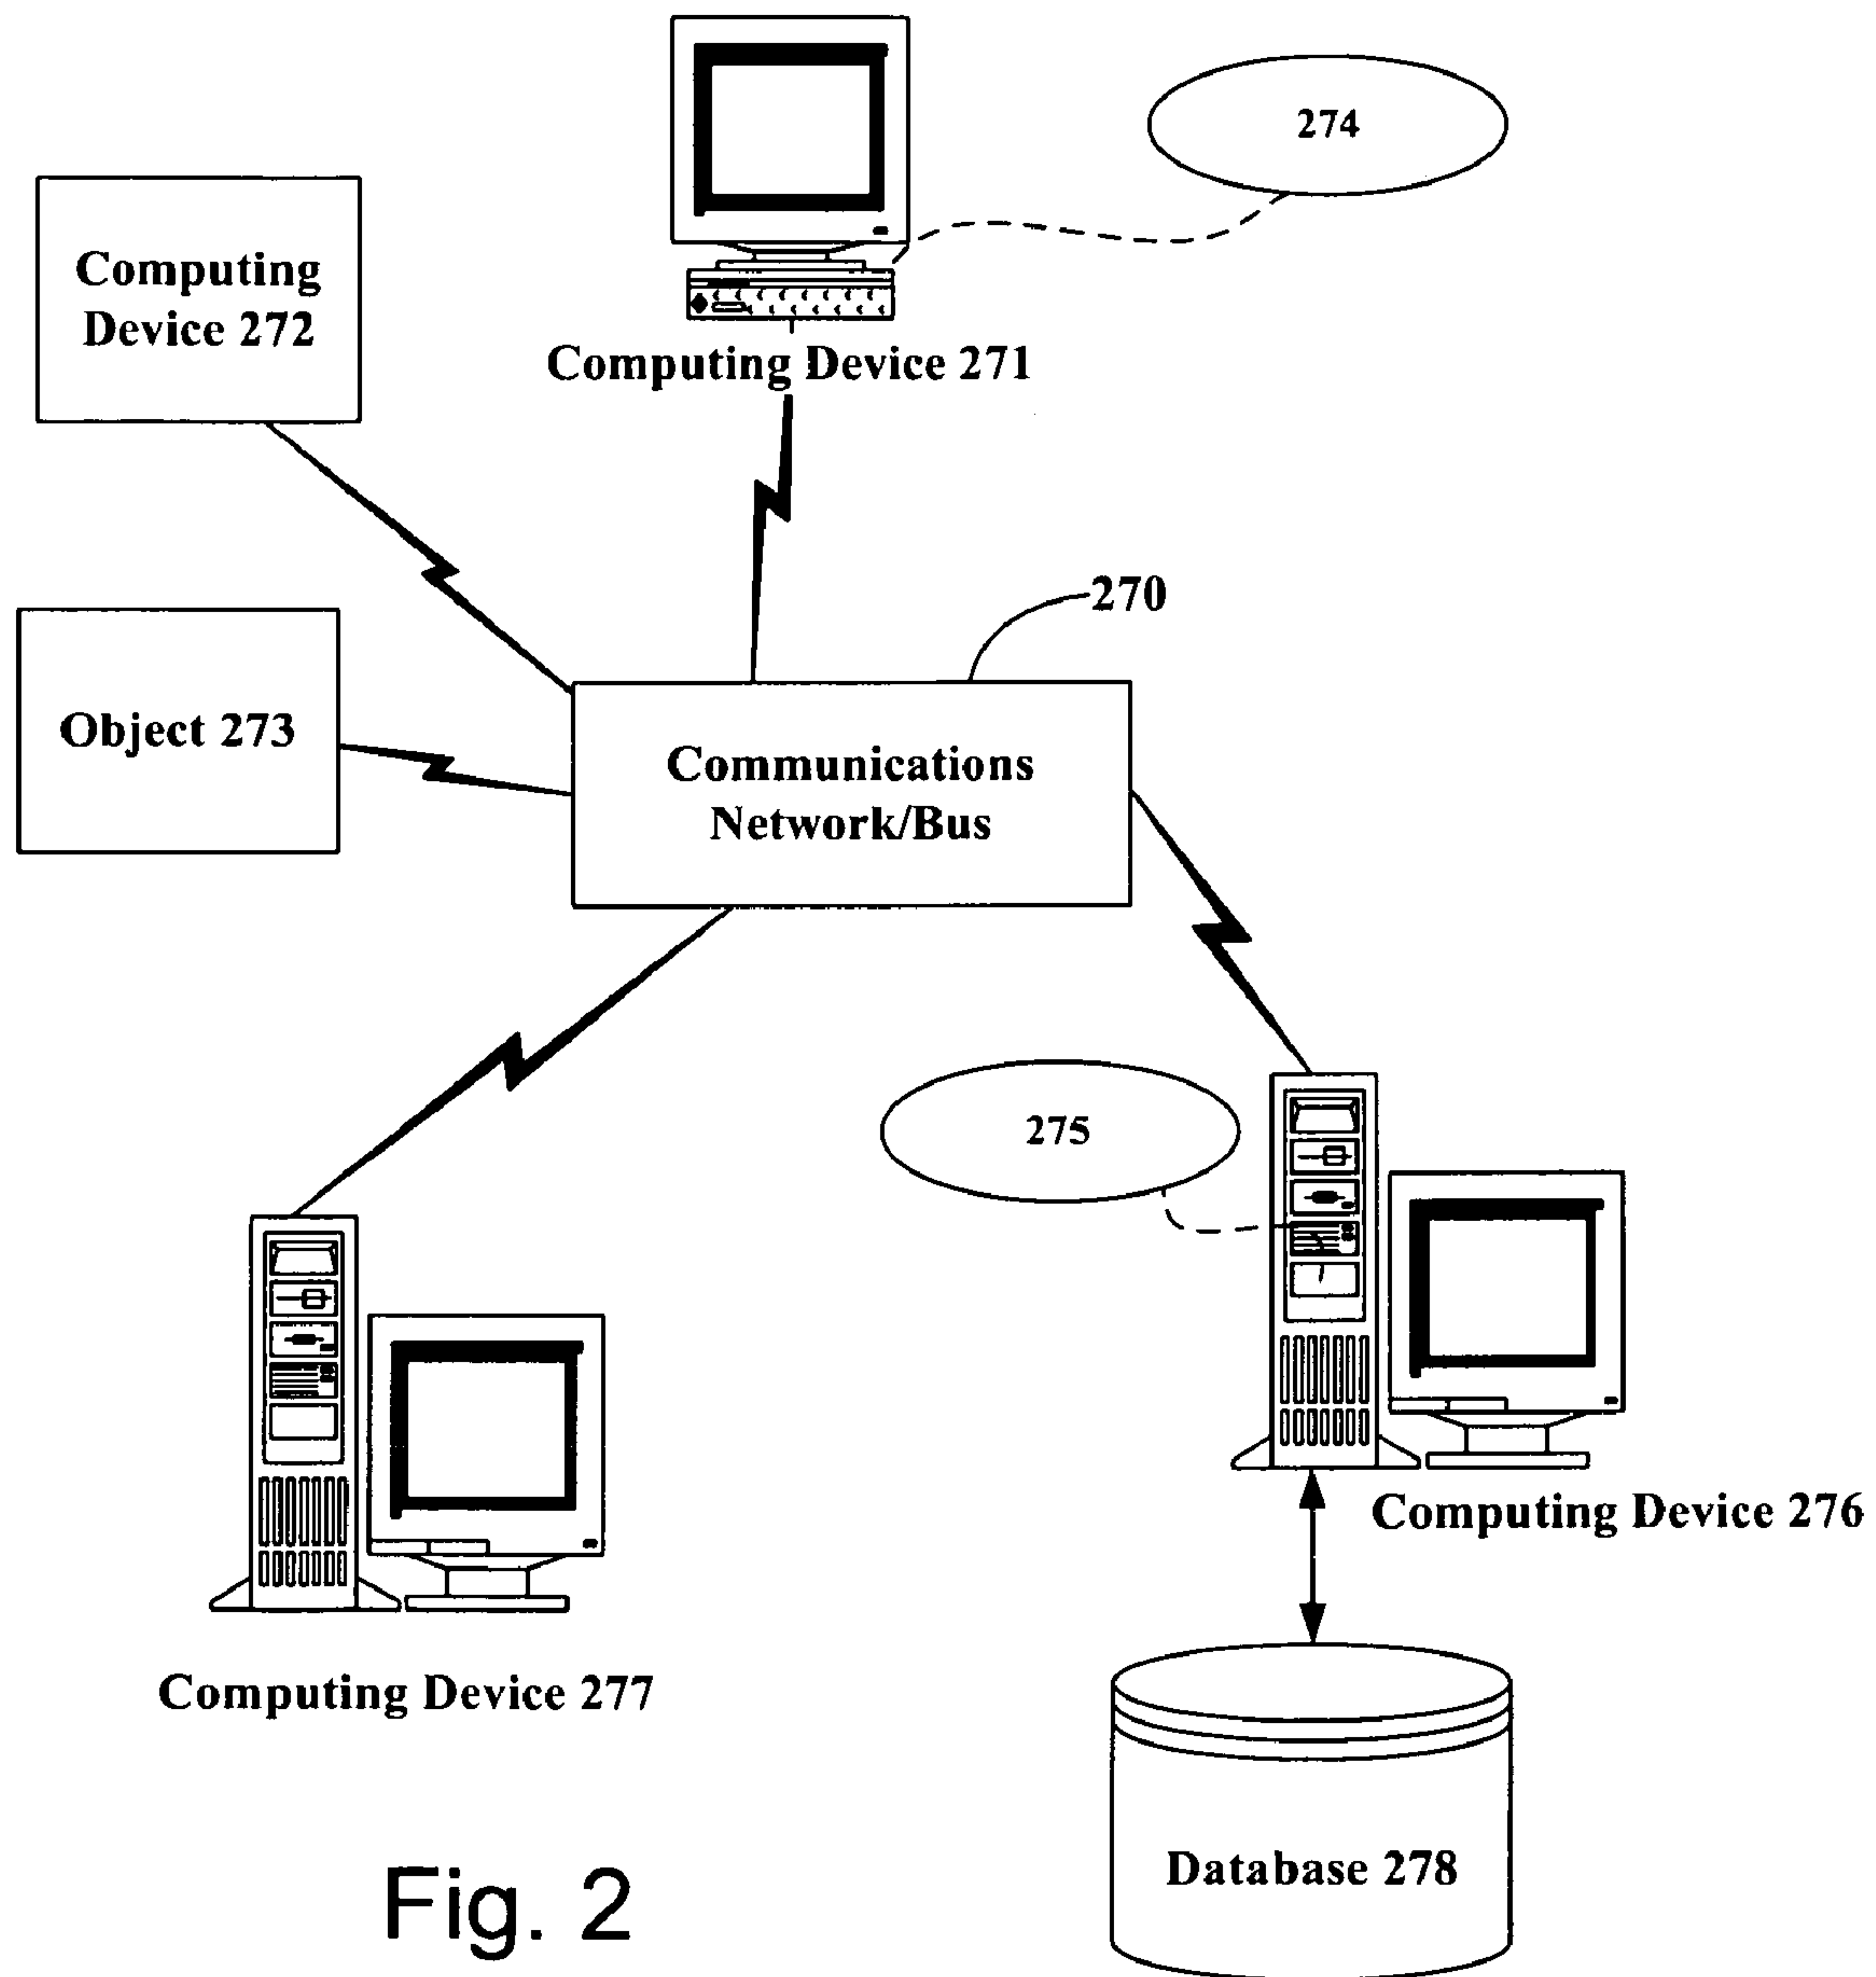 274
Computing
Device 272
Computing Device 271
270
Object 273
Communications
Network/Bus
275
Computing Device 276
Computing Device 277
Database 278
Fig. 2